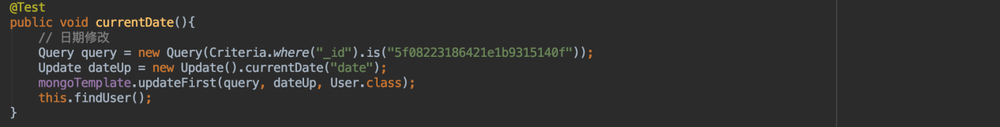 @Test
public void currentDate(){
// 日期修改
Query query = new Query(Criteria.where("_id").is("5f08223186421e1b9315140f"));
Update dateUp = new Update().currentDate("date");
mongoTemplate.updateFirst(query, dateUp, User.class);
this.findUser();
}